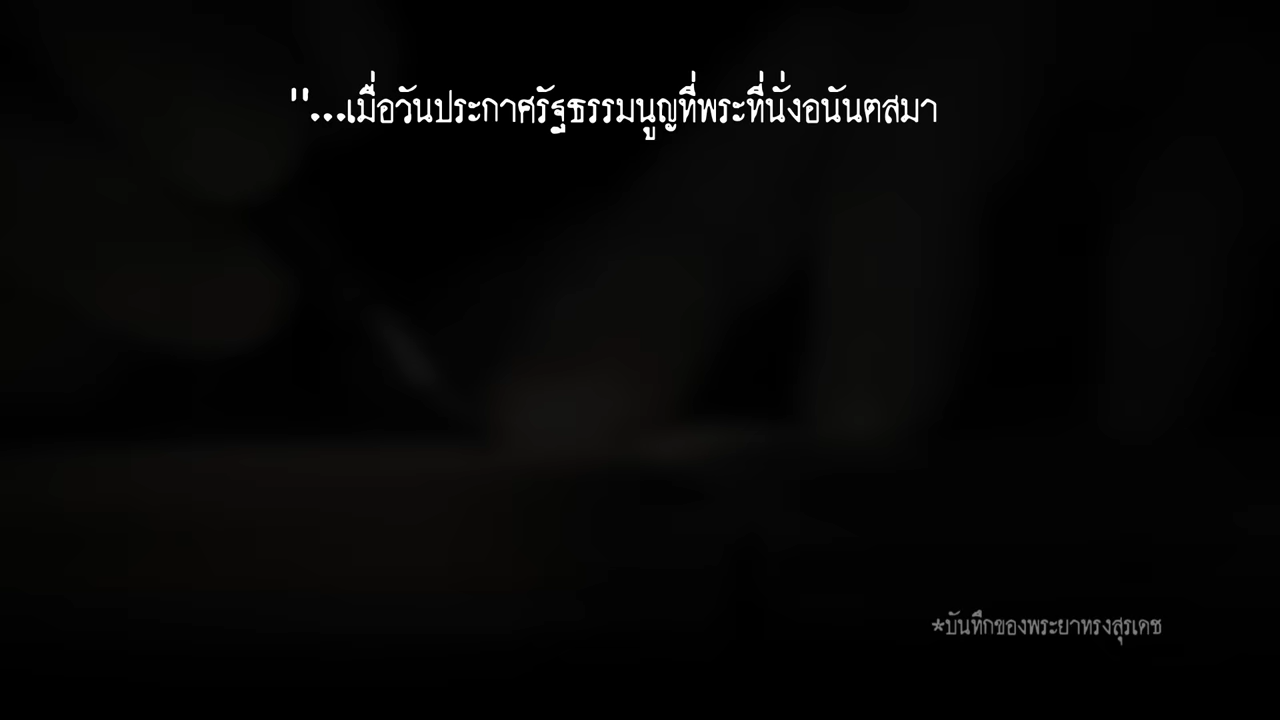 "...เมื่อวันประกาศรัฐธรรมนูญที่พระที่นั่งอนันตสมา
*บันทึกของพระยาทรงสุรเดช